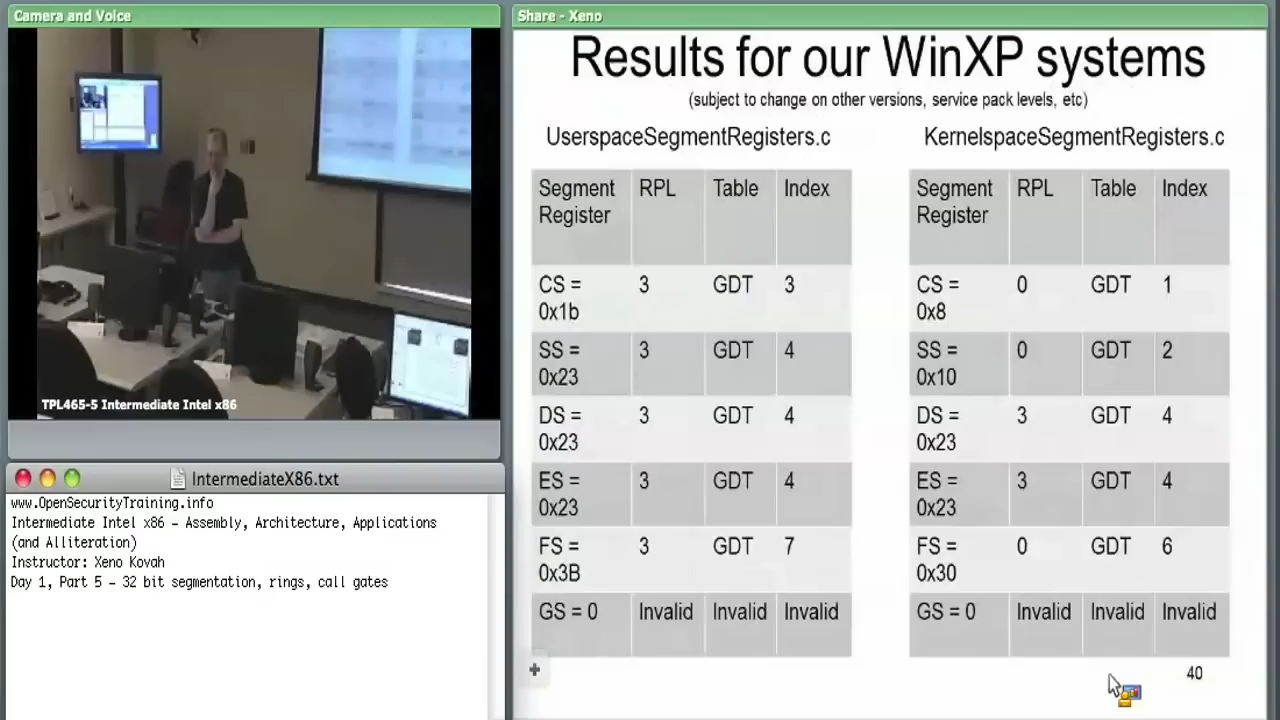 Camera and Voice
TPL465-5 Intermediate Intel x86
IntermediateX86.txt
www.OpenSecurityTraining.info
Intermediate Intel x86 – Assembly, Architecture, Applications
(and Alliteration)
Instructor: Xeno Kovah
Day 1, Part 5 – 32 bit segmentation, rings, call gates
Share - Xeno
Results for our WinXP systems
(subject to change on other versions, service pack levels, etc)
UserspaceSegmentRegisters.c
Segment RPL Table Index
Register
CS = 3 GDT 3
0x1b
SS = 3 GDT 4
0x23
DS = 3 GDT 4
0x23
ES = 3 GDT 4
0x23
FS = 3 GDT 7
0x3B
GS = 0 Invalid Invalid Invalid
KernelspaceSegmentRegisters.c
Segment RPL Table Index
Register
CS = 0 GDT 1
0x8
SS = 0 GDT 2
0x10
DS = 3 GDT 4
0x23
ES = 3 GDT 4
0x23
FS = 0 GDT 6
0x30
GS = 0 Invalid Invalid Invalid
40